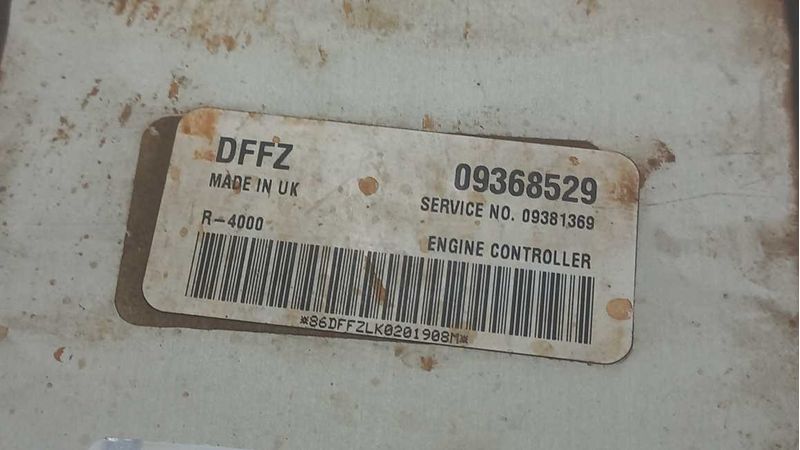 DFFZ
09368529
MADE IN UK
SERVICE NO. 09381369
R-4000
ENGINE CONTROLLER
*86DFFZLK0201908M*